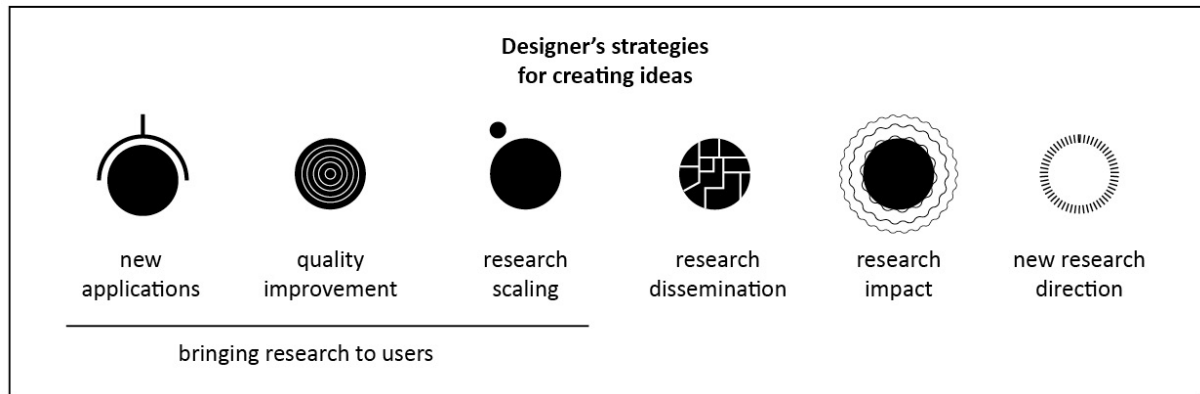 Designer's strategies
for creating ideas
new
applications
quality
improvement
research
scaling
research
dissemination
research
impact
new research
direction
bringing research to users